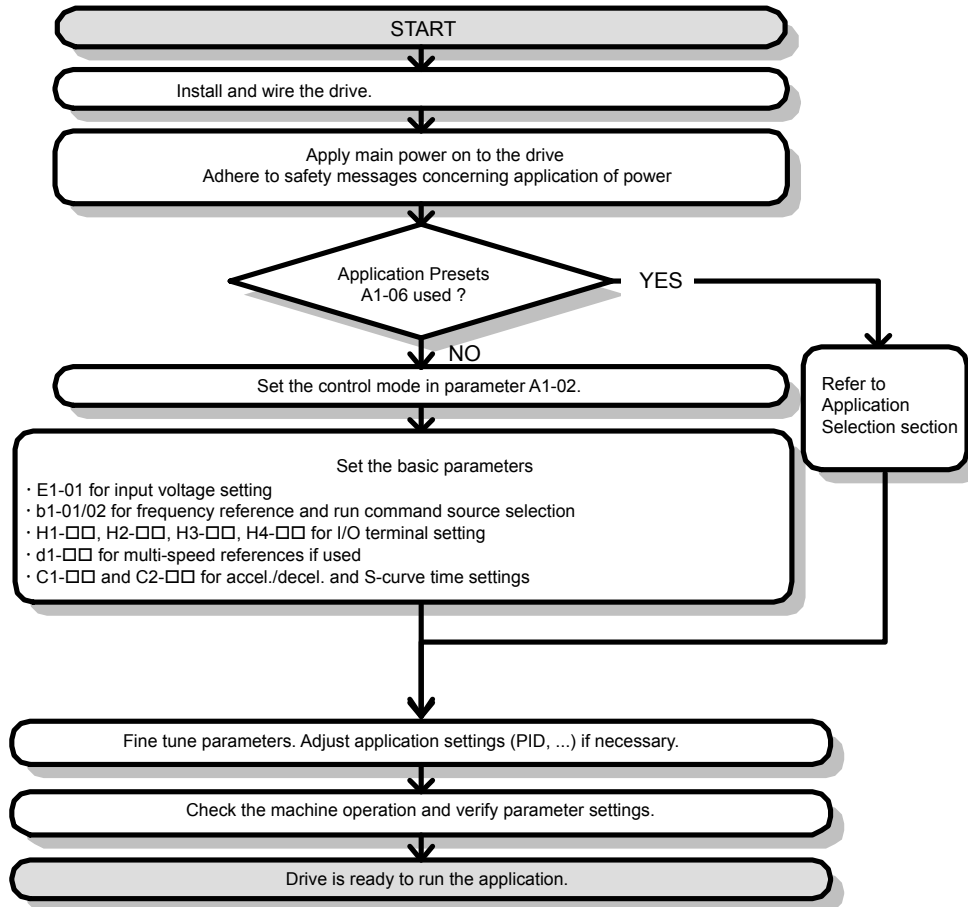 START
Install and wire the drive.
Apply main power on to the drive
Adhere to safety messages concerning application of power
Application Presets
A1-06 used ?
YES
NO
Set the control mode in parameter A1-02.
Refer to
Application
Selection section
Set the basic parameters
· E1-01 for input voltage setting
· b1-01/02 for frequency reference and run command source selection
· H1-□□, H2-□□, H3-□□, H4-□□ for I/O terminal setting
· d1-□□ for multi-speed references if used
· C1-□□ and C2-□□ for accel./decel. and S-curve time settings
Fine tune parameters. Adjust application settings (PID, ...) if necessary.
Check the machine operation and verify parameter settings.
Drive is ready to run the application.